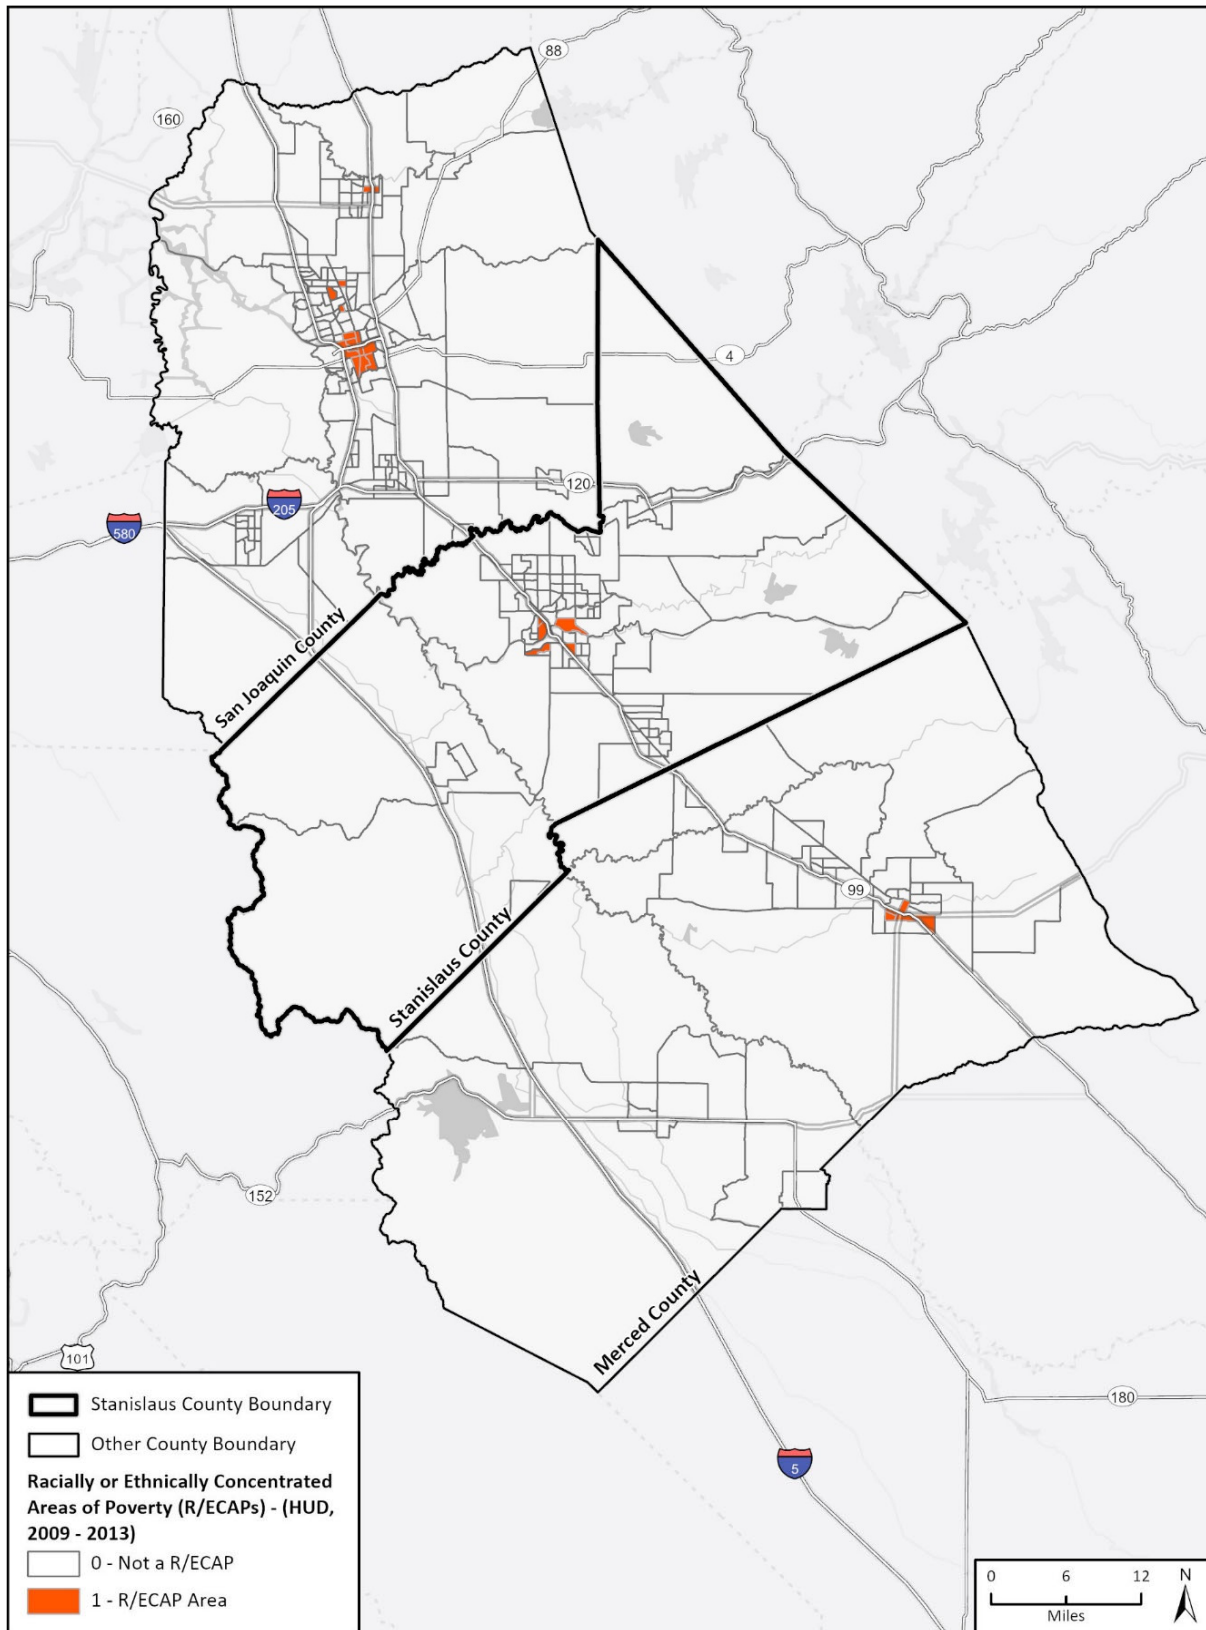 88
160
4
120
205
580
San Joaquin County
99
Stanislaus County
152
Merced County
101
180
5
Stanislaus County Boundary
Other County Boundary
Racially or Ethnically Concentrated
Areas of Poverty (R/ECAPs) - (HUD,
2009 - 2013)
0 - Not a R/ECAP
1 - R/ECAP Area
0 6 12
Miles
N